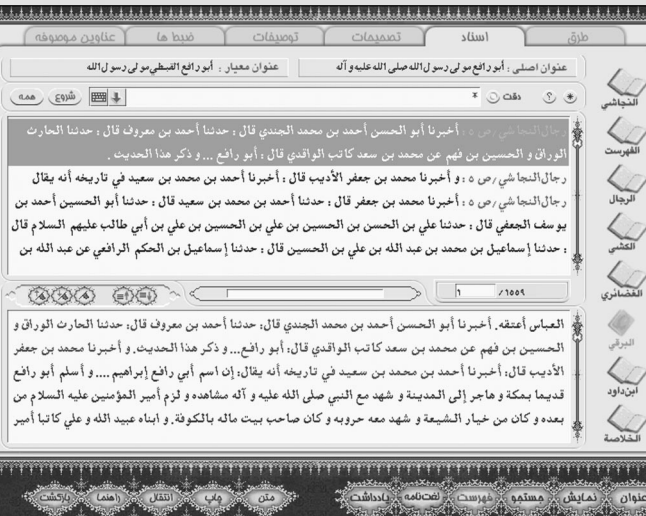 طرق اسناد تصحیحات توصیفات ضبط ها عناوین موصوفه
عنوان اصلی : أبو رافع مولی رسول الله صلی الله علیه و آله عنوان معیار : أبو رافع القبطي مولی رسول الله
دقت شروع همه
رجال النجاشي /ص ٥ : أخبرنا أبو الحسن أحمد بن محمد الجندي قال : حدثنا أحمد بن معروف قال : حدثنا الحارث
الوراق و الحسين بن فهم عن محمد بن سعد كاتب الواقدي قال : أبو رافع ... و ذكر هذا الحديث .
رجال النجاشي /ص ٥ : و أخبرنا محمد بن جعفر الأديب قال : أخبرنا أحمد بن محمد بن سعيد في تاريخه أنه يقال
رجال النجاشي /ص ٥ : أخبرنا محمد بن جعفر قال : حدثنا أحمد بن محمد بن سعيد قال : حدثنا أبو الحسين أحمد بن
يوسف الجعفي قال : حدثنا علي بن الحسن بن الحسين بن علي بن الحسين بن علي بن أبي طالب عليهم السلام قال
: حدثنا إسماعيل بن محمد بن عبد الله بن علي بن الحسين قال : حدثنا إسماعيل بن الحكم الرافعي عن عبد الله بن
١ / ٦٥٥٩
العباس أعتقه. أخبرنا أبو الحسن أحمد بن محمد الجندي قال: حدثنا أحمد بن معروف قال: حدثنا الحارث الوراق و
الحسين بن فهم عن محمد بن سعد كاتب الواقدي قال: أبو رافع... و ذكر هذا الحديث. و أخبرنا محمد بن جعفر
الأديب قال: أخبرنا أحمد بن محمد بن سعيد في تاريخه أنه يقال: إن اسم أبي رافع إبراهيم .... و أسلم أبو رافع
قديما بمكة و هاجر إلى المدينة و شهد مع النبي صلى الله عليه و آله مشاهده و لزم أمير المؤمنين عليه السلام من
بعده و كان من خيار الشيعة و شهد معه حروبه و كان صاحب بيت ماله بالكوفة. و ابناه عبيد الله و علي كاتبا أمير
النجاشي
الفهرست
الرجال
الكشي
الغضائري
البرقي
ابن داود
الخلاصة
عنوان نمایش جستجو فهرست لغت‌نامه یادداشت متن چاپ انتقال راهنما بازگشت